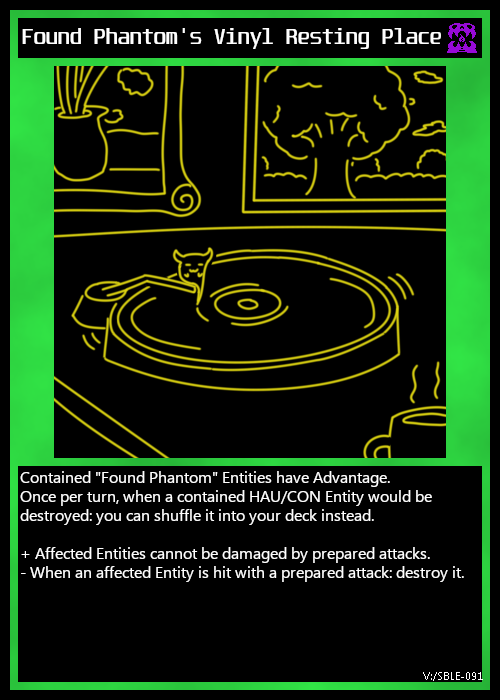 Found Phantom's Vinyl Resting Place
Contained "Found Phantom" Entities have Advantage.
Once per turn, when a contained HAU/CON Entity would be
destroyed: you can shuffle it into your deck instead.
+ Affected Entities cannot be damaged by prepared attacks.
- When an affected Entity is hit with a prepared attack: destroy it.
V:/SBLE-091